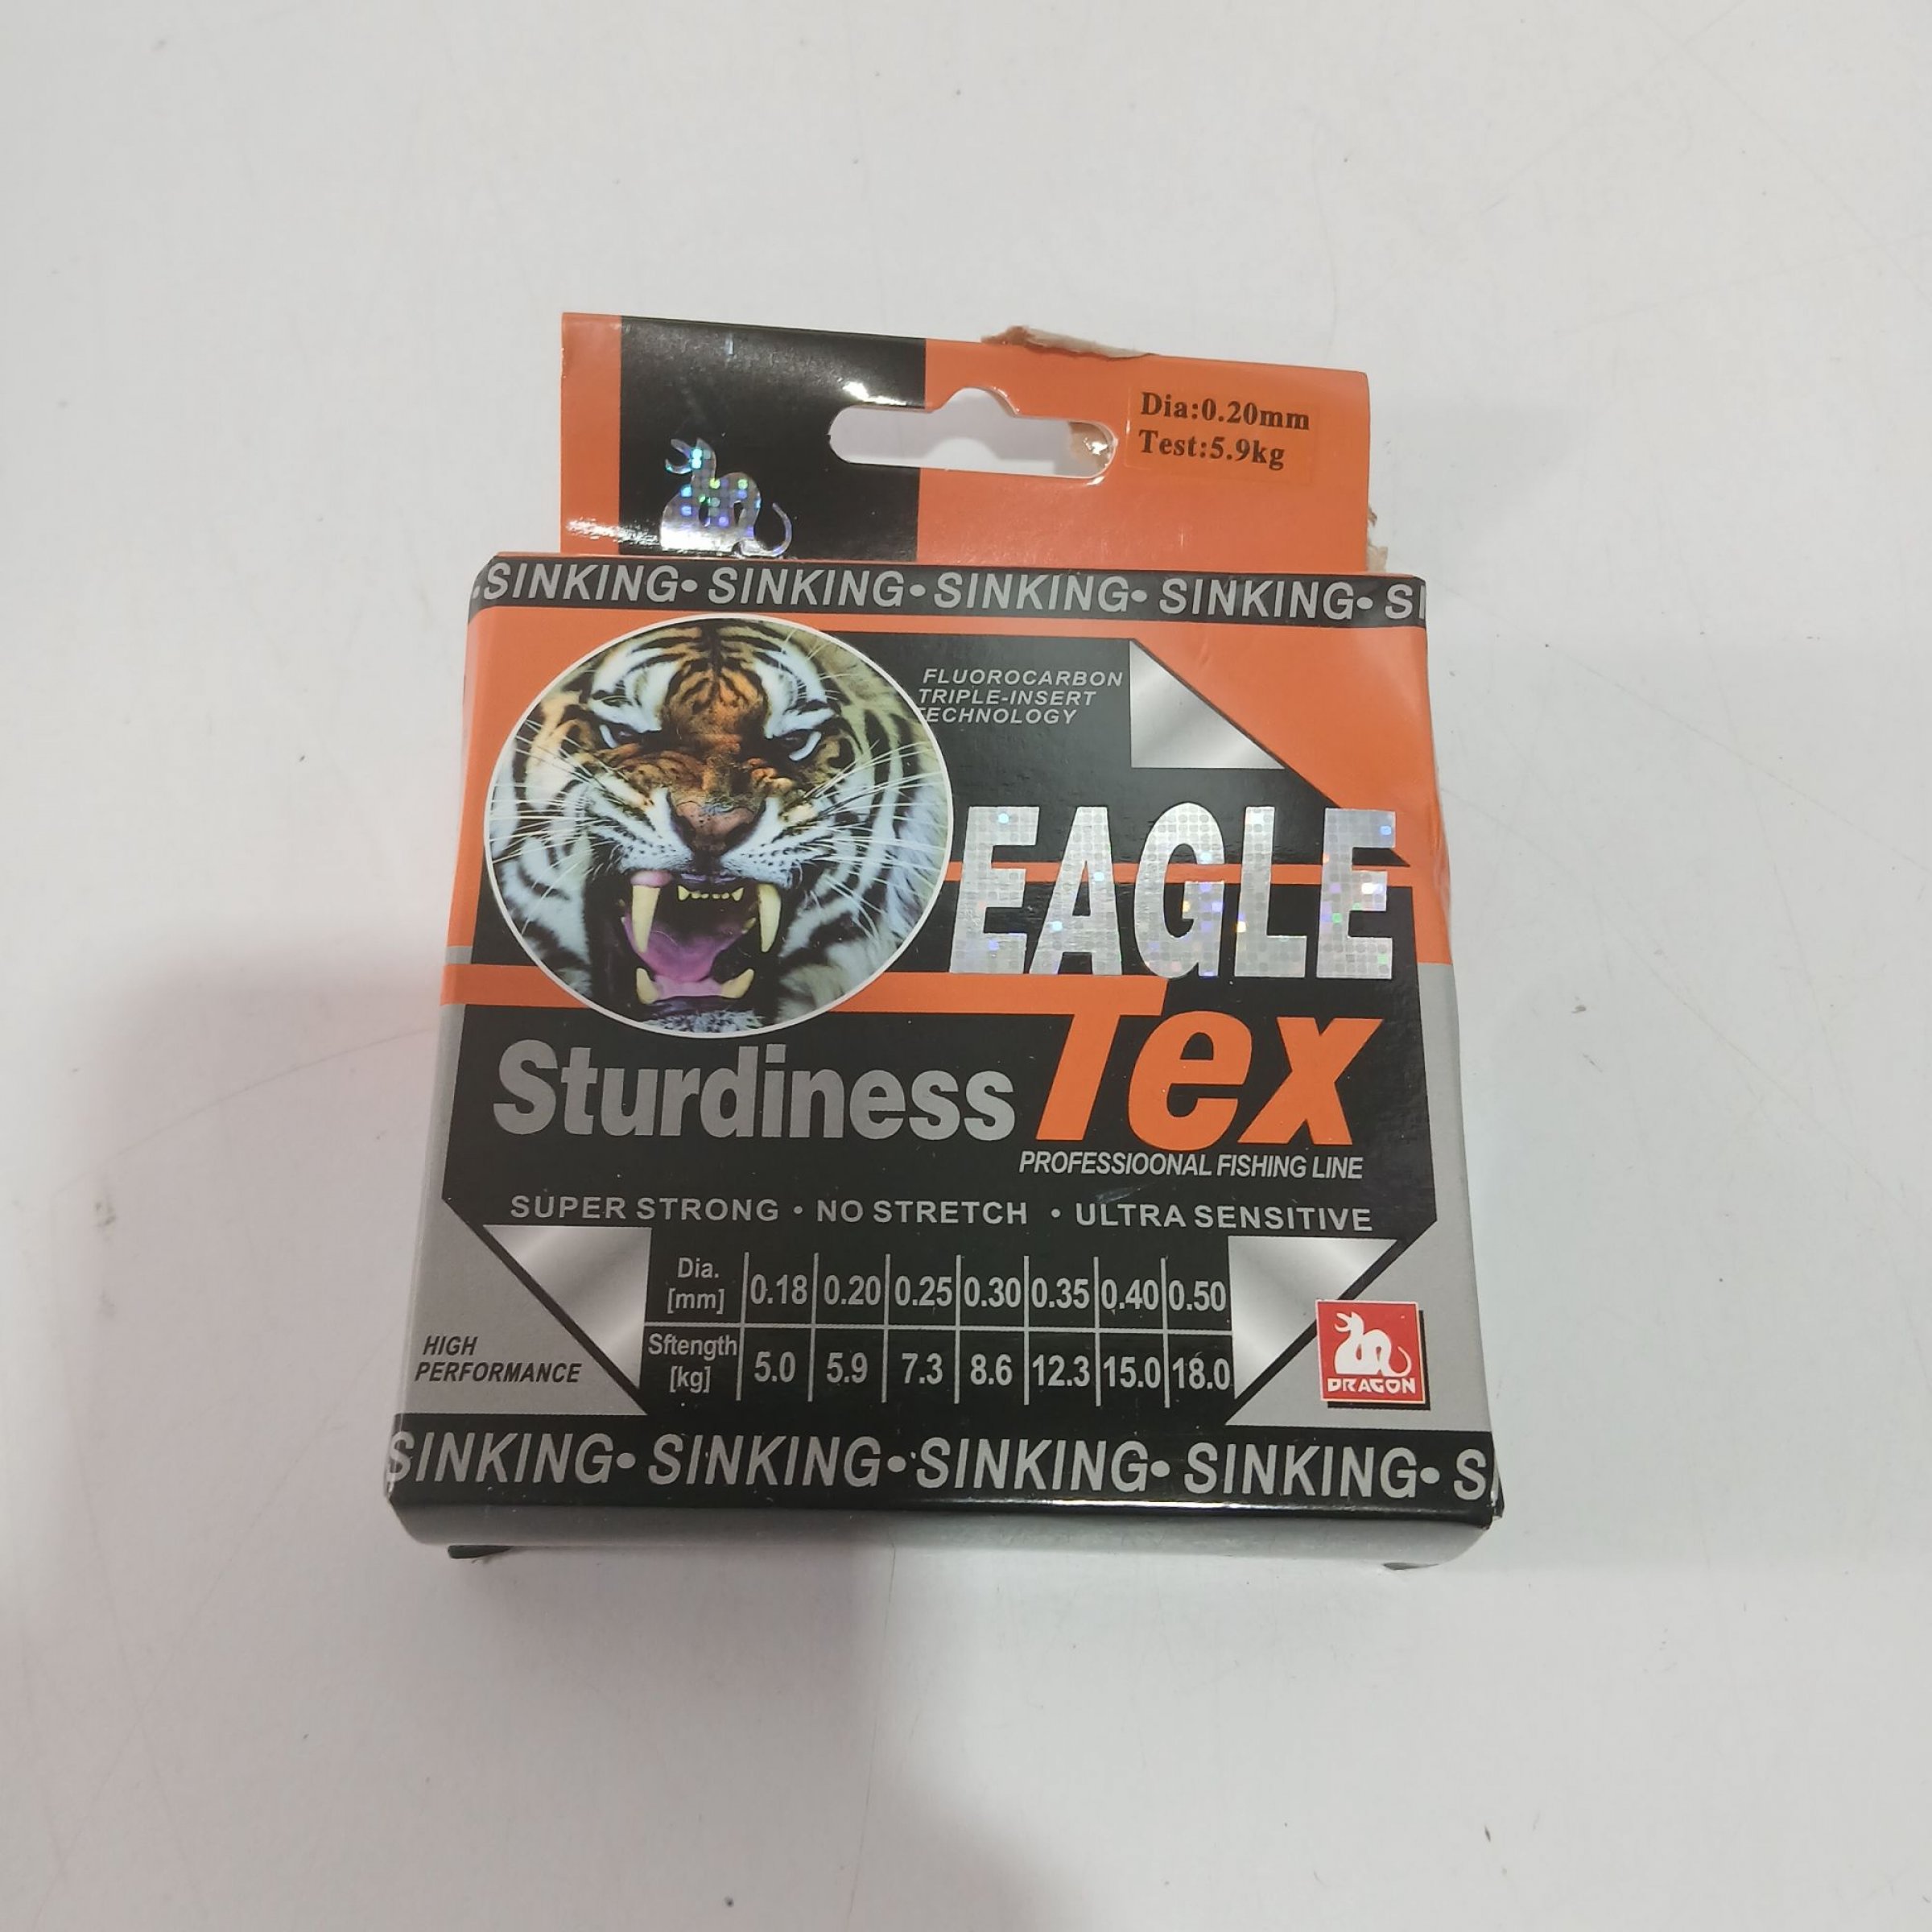 Dia:0.20mm
Test:5.9kg
SINKING• SINKING• SINKING• SINKING• SI
FLUOROCARBON
TRIPLE-INSERT
TECHNOLOGY
EAGLE
Tex
Sturdiness
PROFESSIOONAL FISHING LINE
SUPER STRONG • NO STRETCH • ULTRA SENSITIVE
Dia. [mm] 0.18 0.20 0.25 0.30 0.35 0.40 0.50
Sftength [kg] 5.0 5.9 7.3 8.6 12.3 15.0 18.0
HIGH
PERFORMANCE
DRAGON
SINKING• SINKING• SINKING• SINKING• S